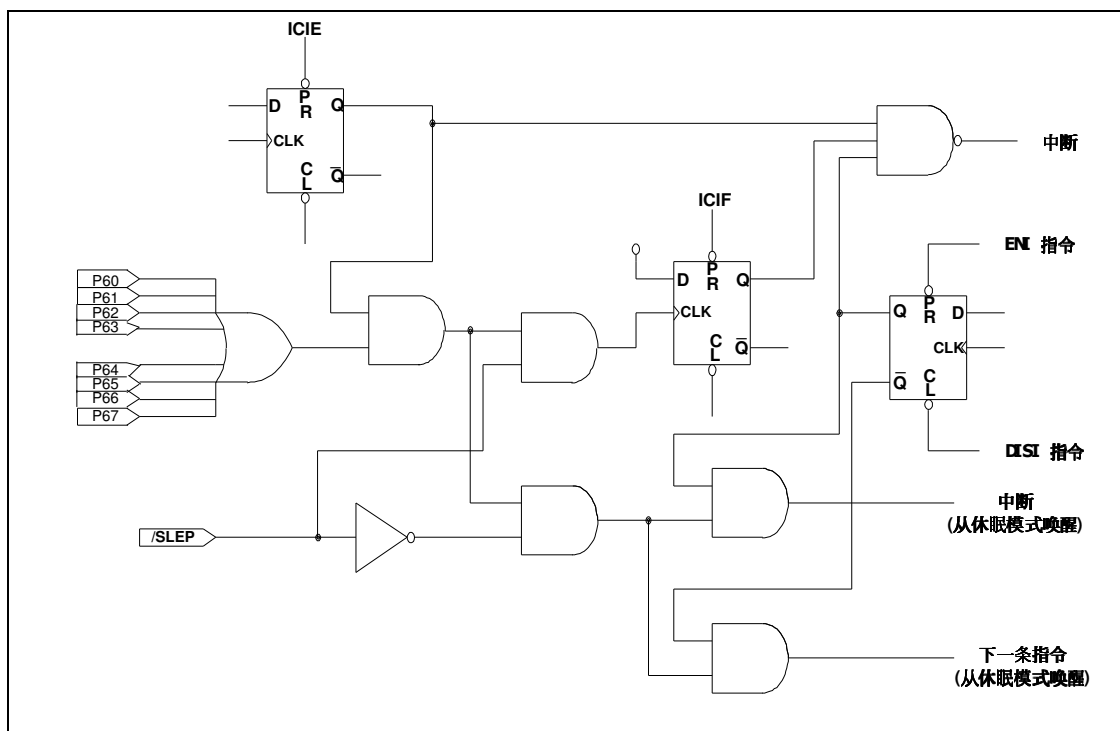 ICIE
D PR Q
CLK
CL Q̅
中断
ICIF
D PR Q
CLK
CL Q̅
ENI 指令
Q PR D
CLK
Q̅ CL
DISI 指令
P60
P61
P62
P63
P64
P65
P66
P67
/SLEP
中断
(从休眠模式唤醒)
下一条指令
(从休眠模式唤醒)